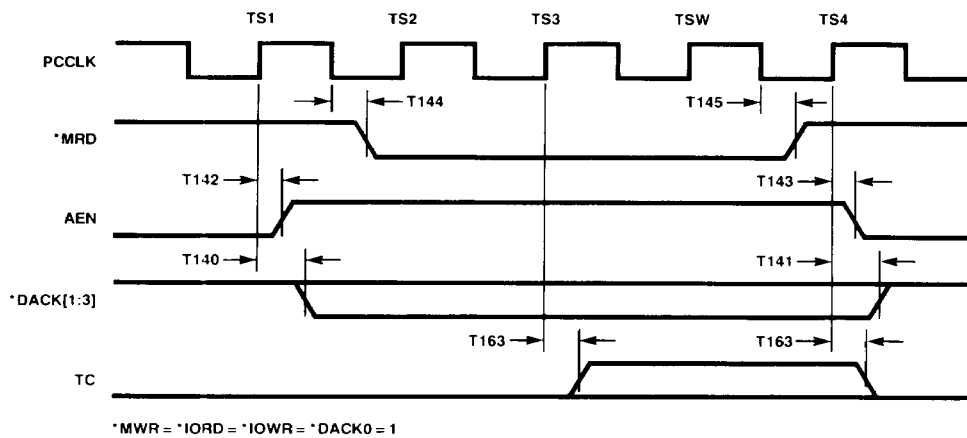 TS1 TS2 TS3 TSW TS4
PCCLK
T144 T145
*MRD
T142 T143
AEN
T140 T141
*DACK[1:3]
T163 T163
TC
*MWR = *IORD = *IOWR = *DACK0 = 1